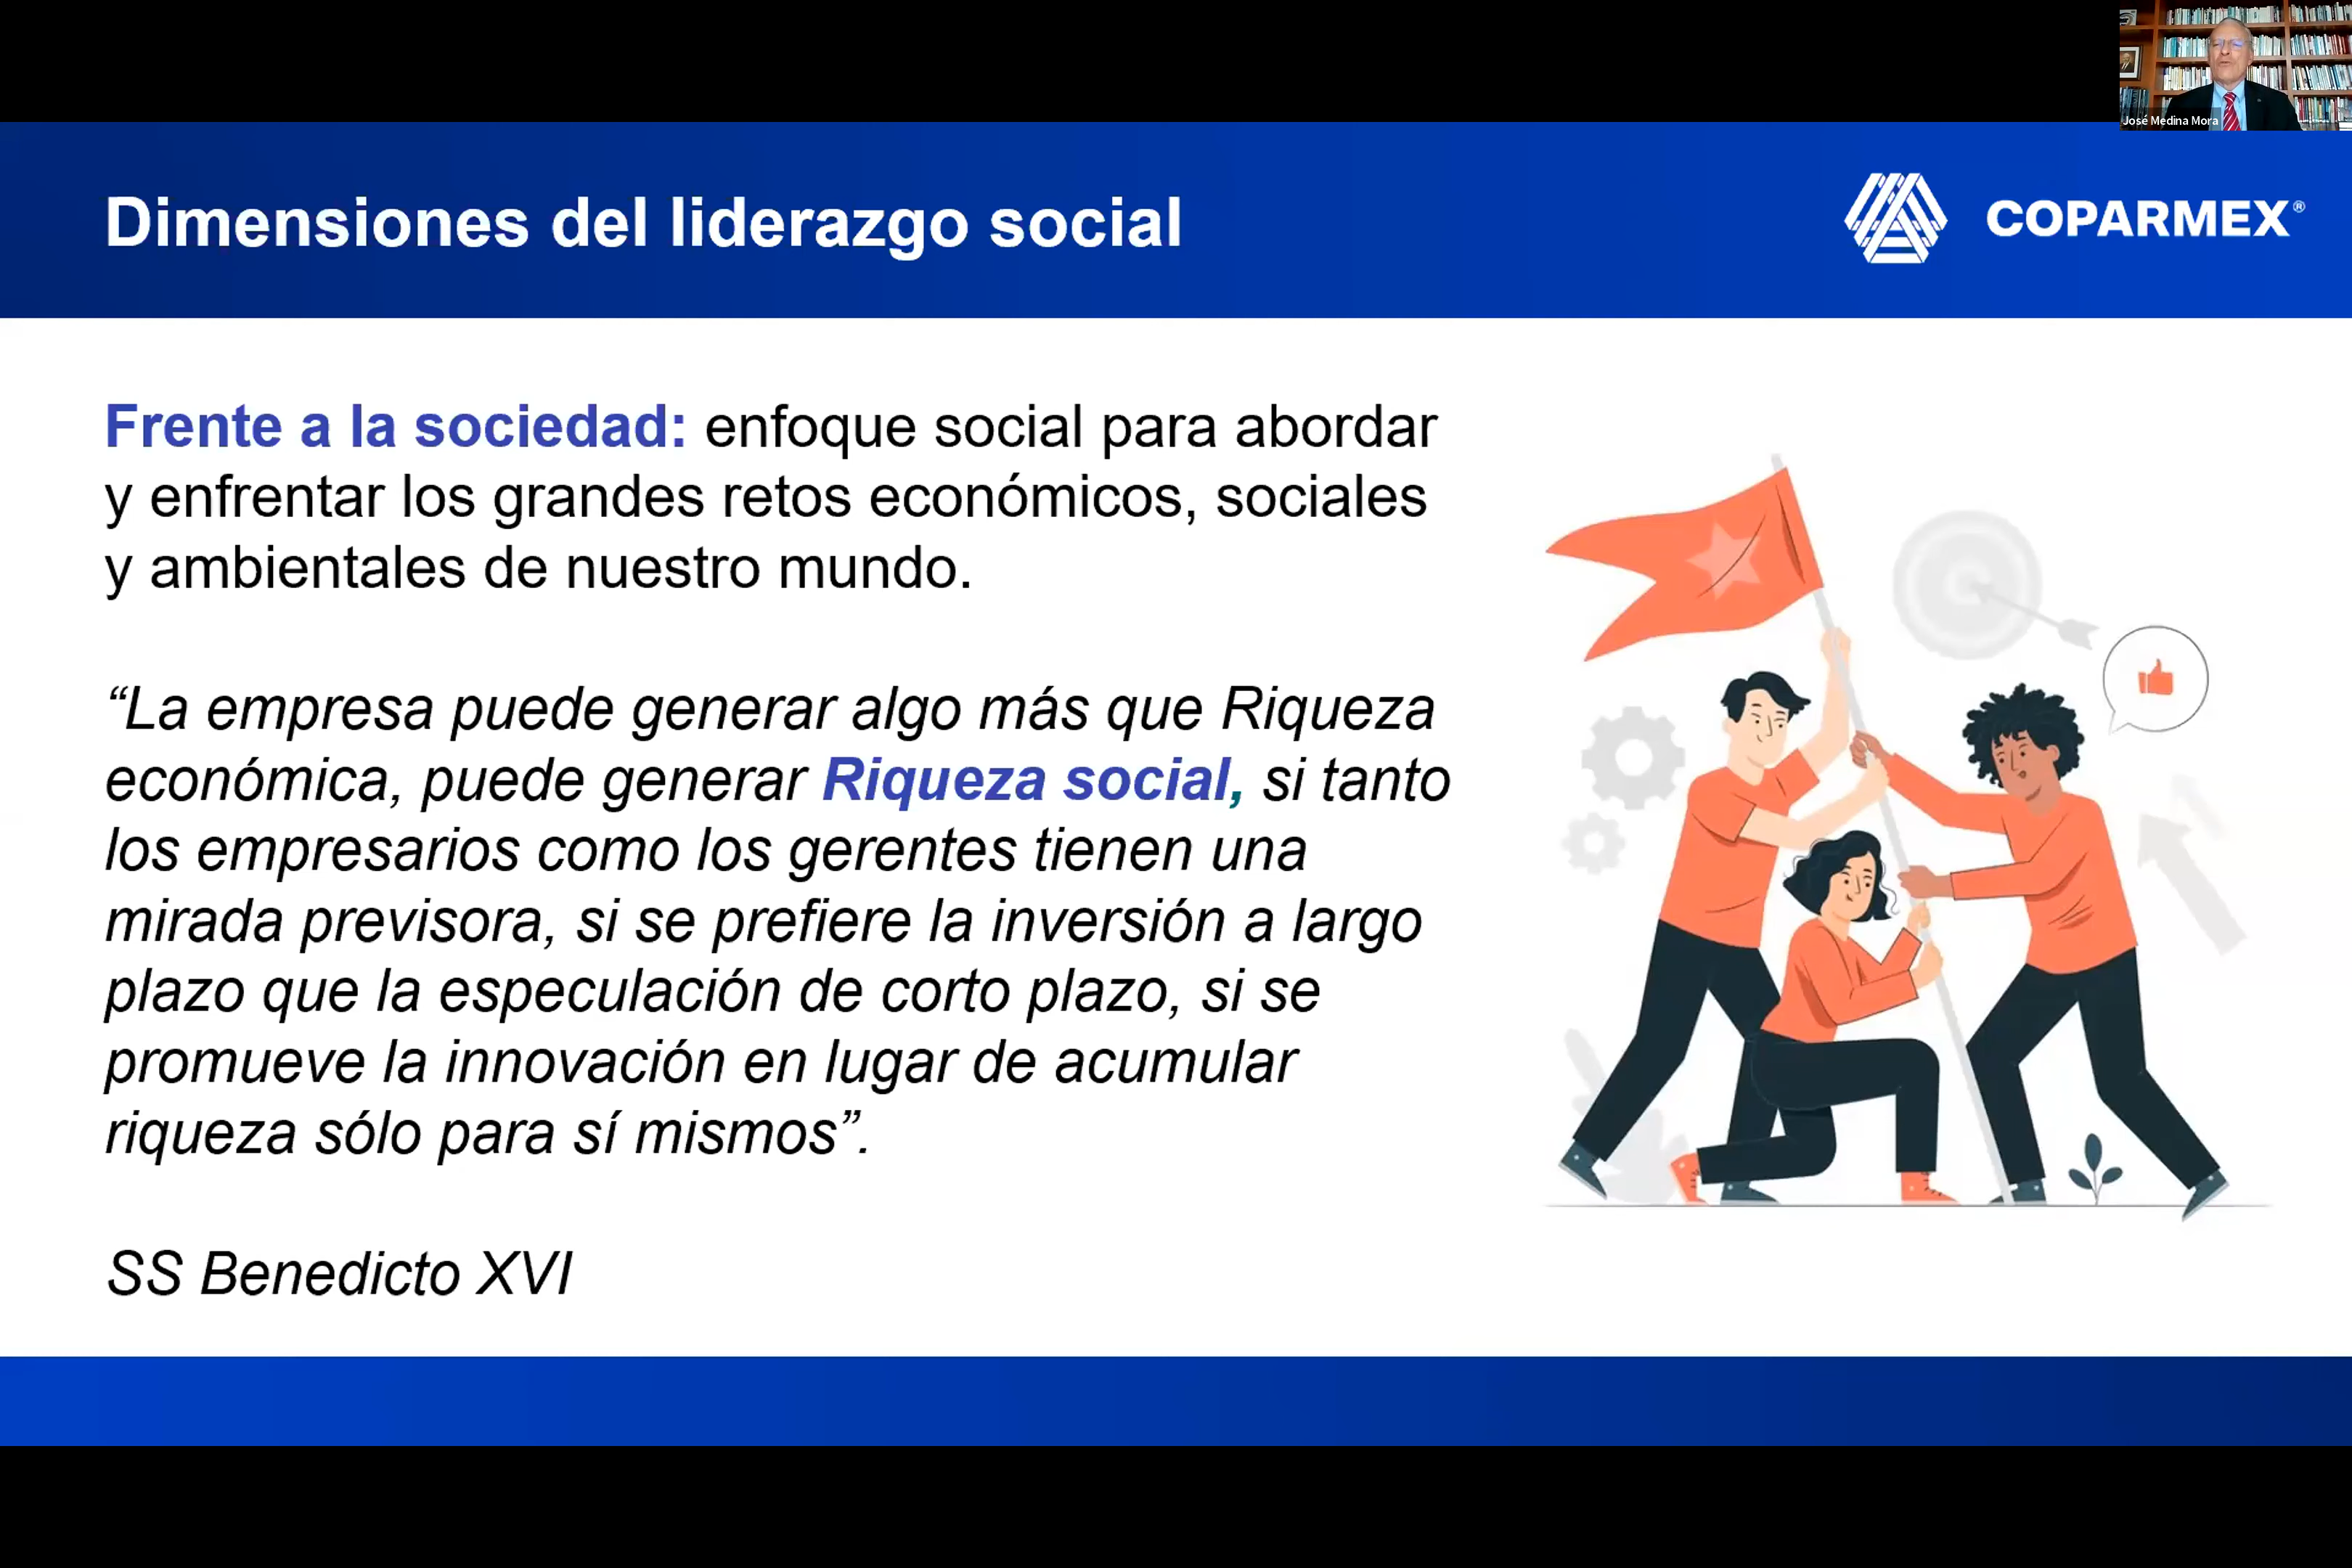 José Medina Mora
Dimensiones del liderazgo social
COPARMEX®
Frente a la sociedad: enfoque social para abordar
y enfrentar los grandes retos económicos, sociales
y ambientales de nuestro mundo.
“La empresa puede generar algo más que Riqueza
económica, puede generar Riqueza social, si tanto
los empresarios como los gerentes tienen una
mirada previsora, si se prefiere la inversión a largo
plazo que la especulación de corto plazo, si se
promueve la innovación en lugar de acumular
riqueza sólo para sí mismos”.
SS Benedicto XVI